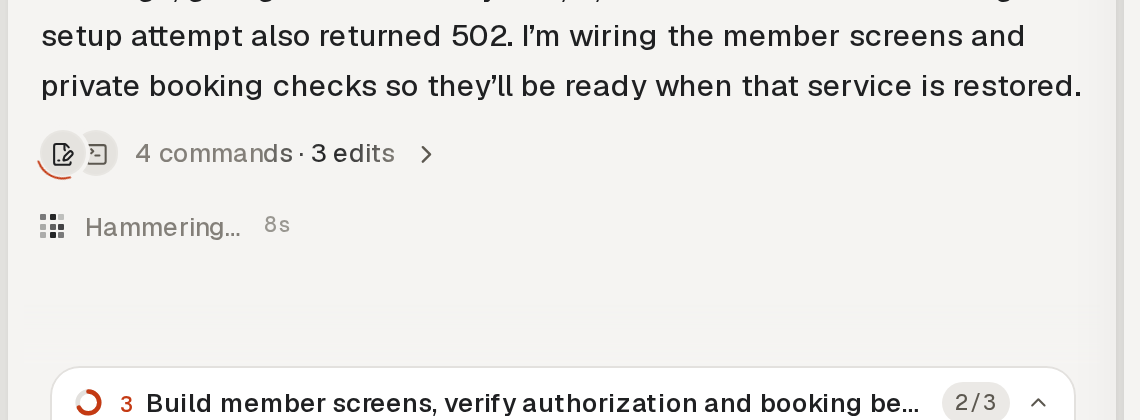 setup attempt also returned 502. I’m wiring the member screens and
private booking checks so they’ll be ready when that service is restored.
4 commands · 3 edits
Hammering... 8s
3 Build member screens, verify authorization and booking be... 2/3